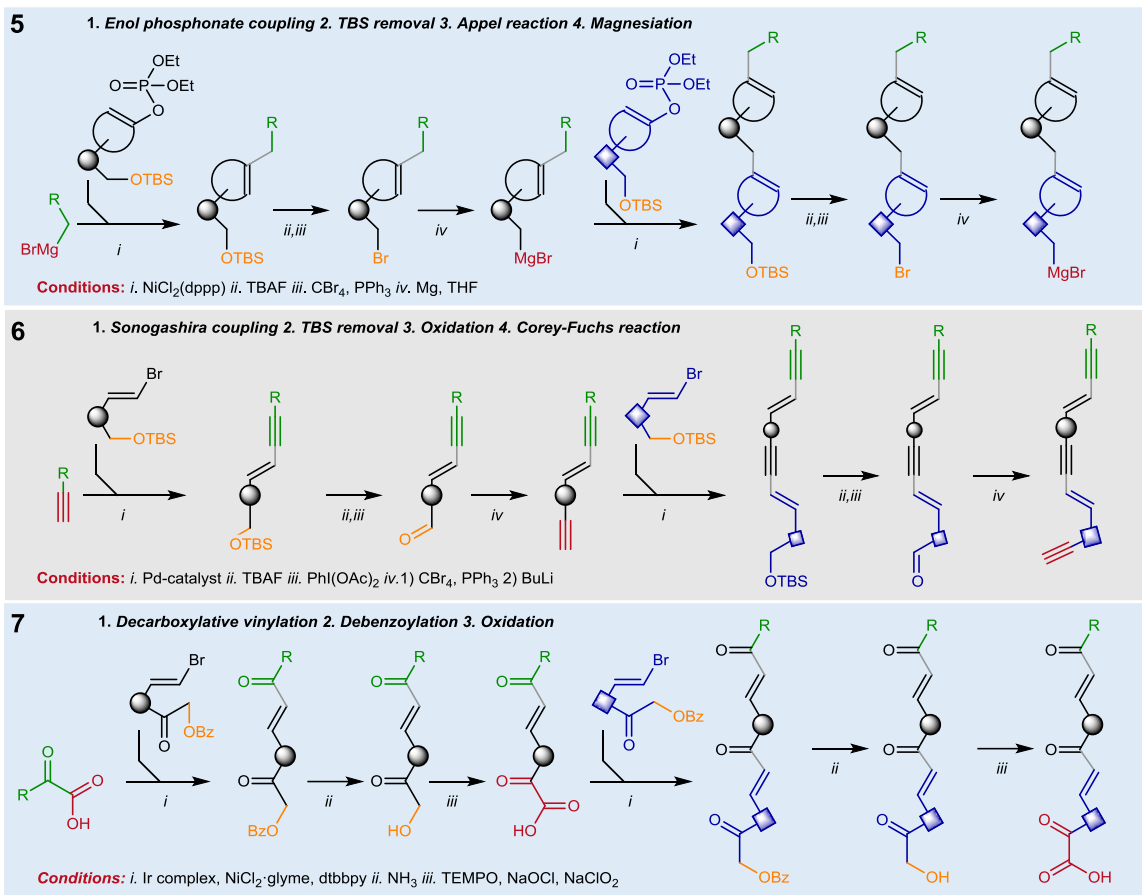 5
1. Enol phosphonate coupling 2. TBS removal 3. Appel reaction 4. Magnesiation
OEt
O=P
OEt
O
OTBS
R
BrMg
i
R
OTBS
ii,iii
R
Br
iv
R
MgBr
OEt
O=P
OEt
O
OTBS
i
R
OTBS
ii,iii
R
Br
iv
R
MgBr
Conditions: i. NiCl2(dppp) ii. TBAF iii. CBr4, PPh3 iv. Mg, THF
6
1. Sonogashira coupling 2. TBS removal 3. Oxidation 4. Corey-Fuchs reaction
Br
OTBS
R
i
R
OTBS
ii,iii
R
O
iv
R
Br
OTBS
i
R
OTBS
ii,iii
R
O
iv
R
Conditions: i. Pd-catalyst ii. TBAF iii. PhI(OAc)2 iv.1) CBr4, PPh3 2) BuLi
7
1. Decarboxylative vinylation 2. Debenzoylation 3. Oxidation
Br
O
OBz
O
R
O
OH
i
O
R
O
BzO
ii
O
R
O
HO
iii
O
R
O
O
HO
Br
OBz
O
i
O
R
O
O
OBz
ii
O
R
O
O
OH
iii
O
R
O
O
O
OH
Conditions: i. Ir complex, NiCl2·glyme, dtbbpy ii. NH3 iii. TEMPO, NaOCl, NaClO2